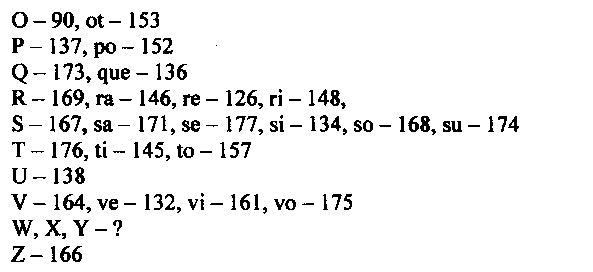 O – 90, ot – 153
P – 137, po – 152
Q – 173, que – 136
R – 169, ra – 146, re – 126, ri – 148,
S – 167, sa – 171, se – 177, si – 134, so – 168, su – 174
T – 176, ti – 145, to – 157
U – 138
V – 164, ve – 132, vi – 161, vo – 175
W, X, Y – ?
Z – 166